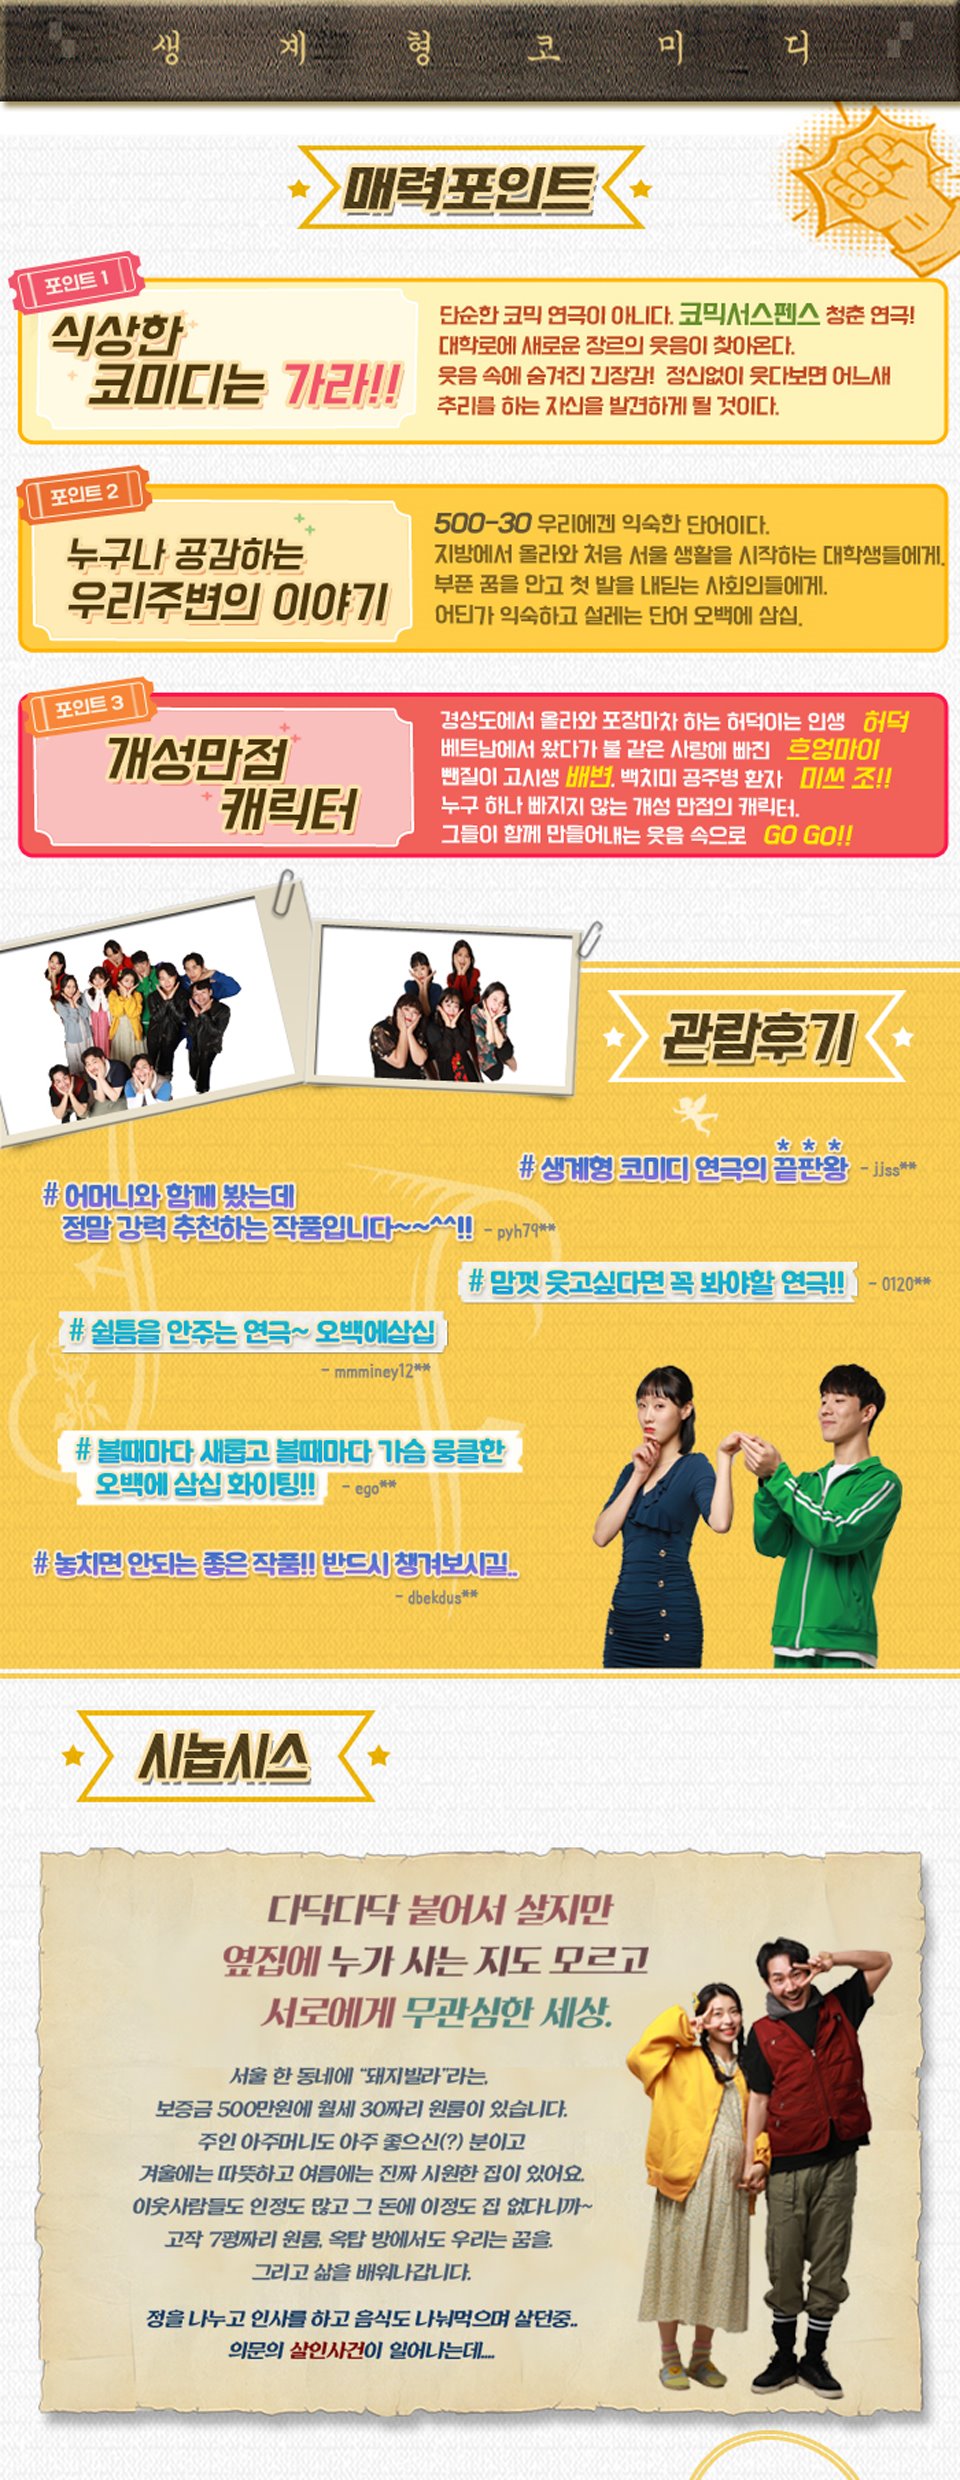 생 계 형 코 미 디
매력포인트
포인트 1
식상한
코미디는 가라!!
단순한 코믹 연극이 아니다. 코믹서스펜스 청춘 연극!
대학로에 새로운 장르의 웃음이 찾아온다.
웃음 속에 숨겨진 긴장감! 정신없이 웃다보면 어느새
추리를 하는 자신을 발견하게 될 것이다.
포인트 2
누구나 공감하는
우리주변의 이야기
500-30 우리에겐 익숙한 단어이다.
지방에서 올라와 처음 서울 생활을 시작하는 대학생들에게.
부푼 꿈을 안고 첫 발을 내딛는 사회인들에게.
어딘가 익숙하고 설레는 단어 오백에 삼십.
포인트 3
개성만점
캐릭터
경상도에서 올라와 포장마차 하는 허덕이는 인생 허덕
베트남에서 왔다가 불 같은 사랑에 빠진 흐엉마이
뺀질이 고시생 배변, 백치미 공주병 환자 미쓰 조!!
누구 하나 빠지지 않는 개성 만점의 캐릭터.
그들이 함께 만들어내는 웃음 속으로 GO GO!!
관람후기
# 생계형 코미디 연극의 끝판왕 - jjss**
# 어머니와 함께 봤는데
정말 강력 추천하는 작품입니다~~^^!! - pyh79**
# 맘껏 웃고싶다면 꼭 봐야할 연극!! - 0120**
# 쉴틈을 안주는 연극~ 오백에삼십
- mmminey12**
# 볼때마다 새롭고 볼때마다 가슴 뭉클한
오백에 삼십 화이팅!! - ego**
# 놓치면 안되는 좋은 작품!! 반드시 챙겨보시길..
- dbekdus**
시놉시스
다닥다닥 붙어서 살지만
옆집에 누가 사는 지도 모르고
서로에게 무관심한 세상.
서울 한 동네에 "돼지빌라"라는,
보증금 500만원에 월세 30짜리 원룸이 있습니다.
주인 아주머니도 아주 좋으신(?) 분이고
겨울에는 따뜻하고 여름에는 진짜 시원한 집이 있어요.
이웃사람들도 인정도 많고 그 돈에 이정도 집 없다니까~
고작 7평짜리 원룸, 옥탑 방에서도 우리는 꿈을.
그리고 삶을 배워나갑니다.
정을 나누고 인사를 하고 음식도 나눠먹으며 살던중..
의문의 살인사건이 일어나는데....